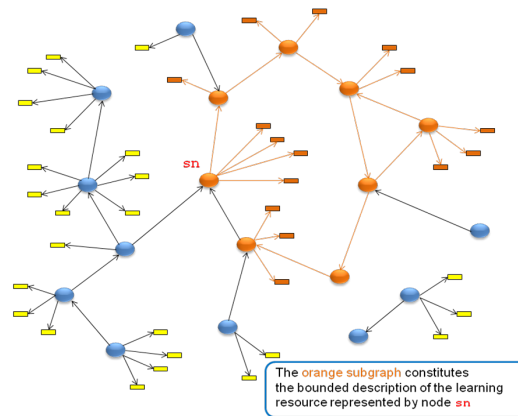 sn
The orange subgraph constitutes
the bounded description of the learning
resource represented by node sn